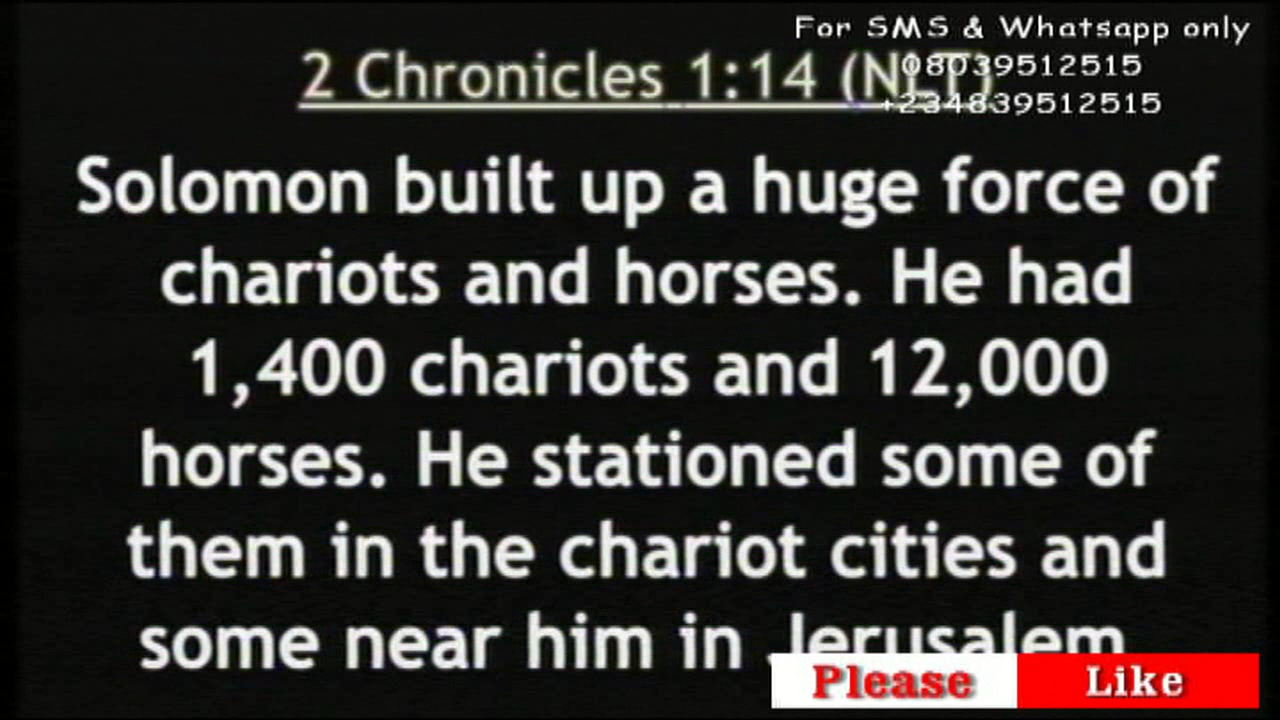 For SMS & Whatsapp only
08039512515
+234839512515
2 Chronicles 1:14 (NLT)
Solomon built up a huge force of
chariots and horses. He had
1,400 chariots and 12,000
horses. He stationed some of
them in the chariot cities and
some near him in Jerusalem
Please Like